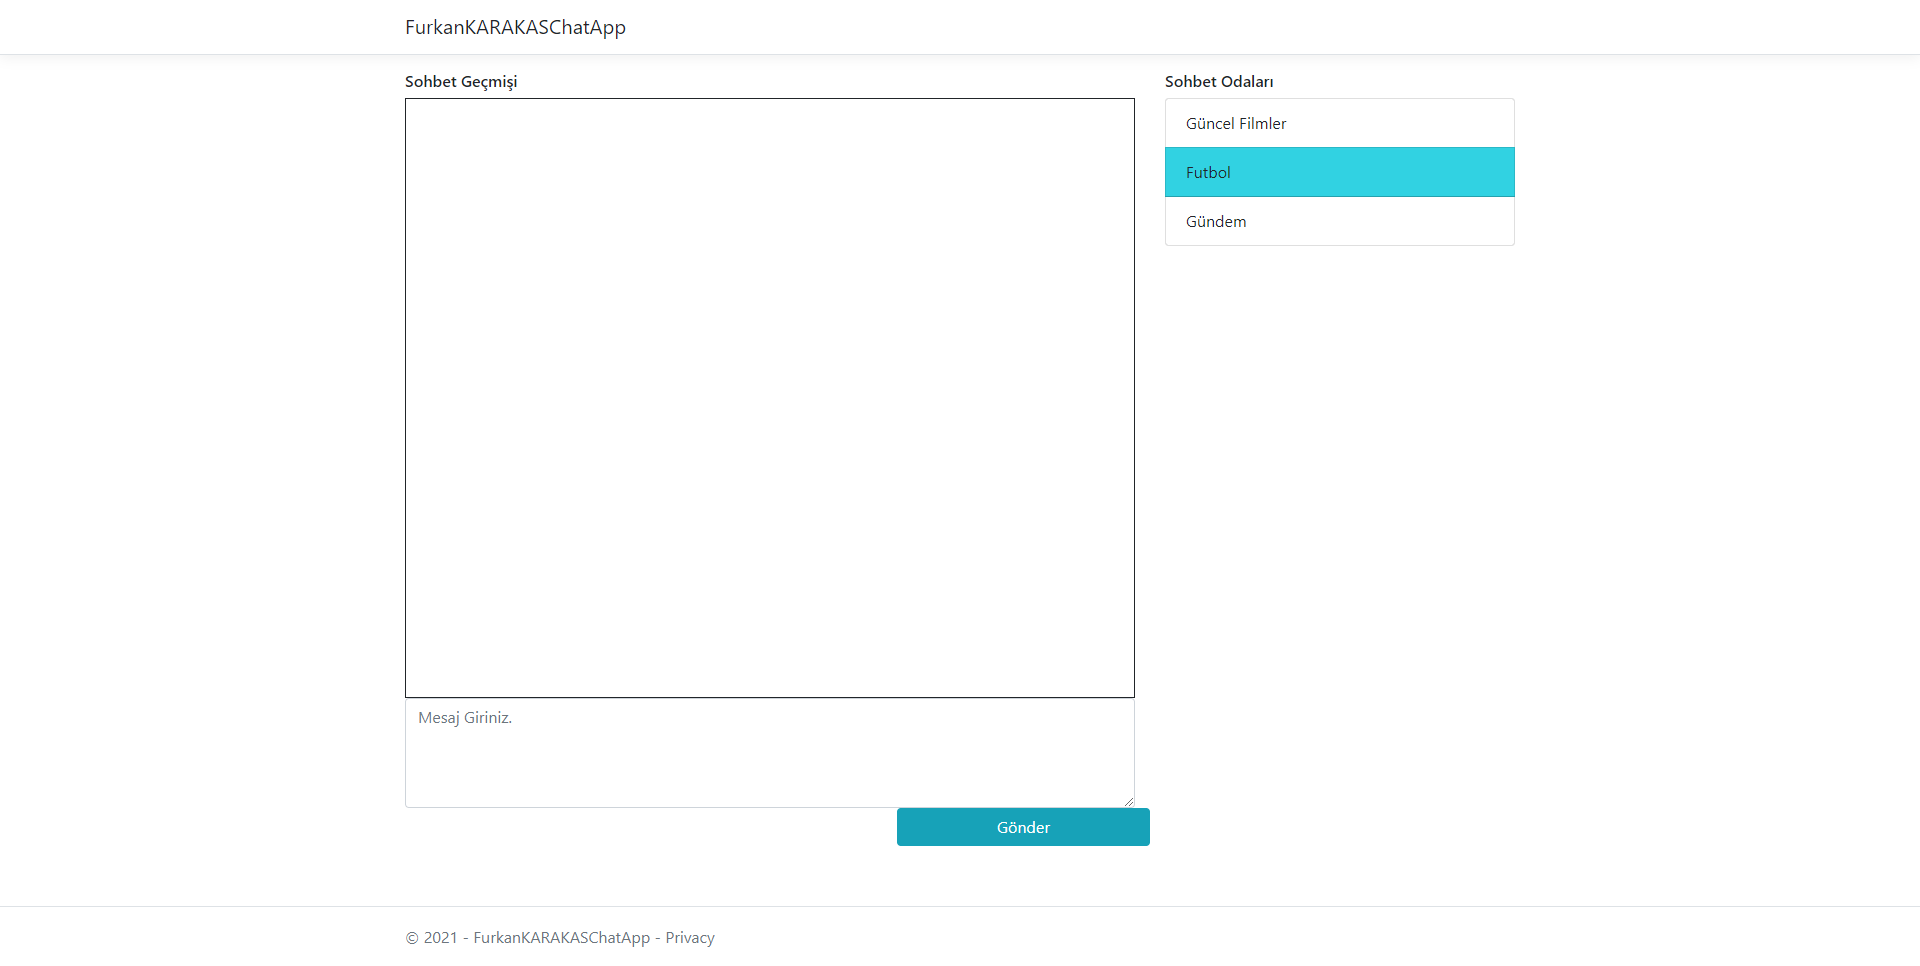 FurkanKARAKASChatApp
Sohbet Geçmişi
Mesaj Giriniz.
Gönder
Sohbet Odaları
Güncel Filmler
Futbol
Gündem
© 2021 - FurkanKARAKASChatApp - Privacy